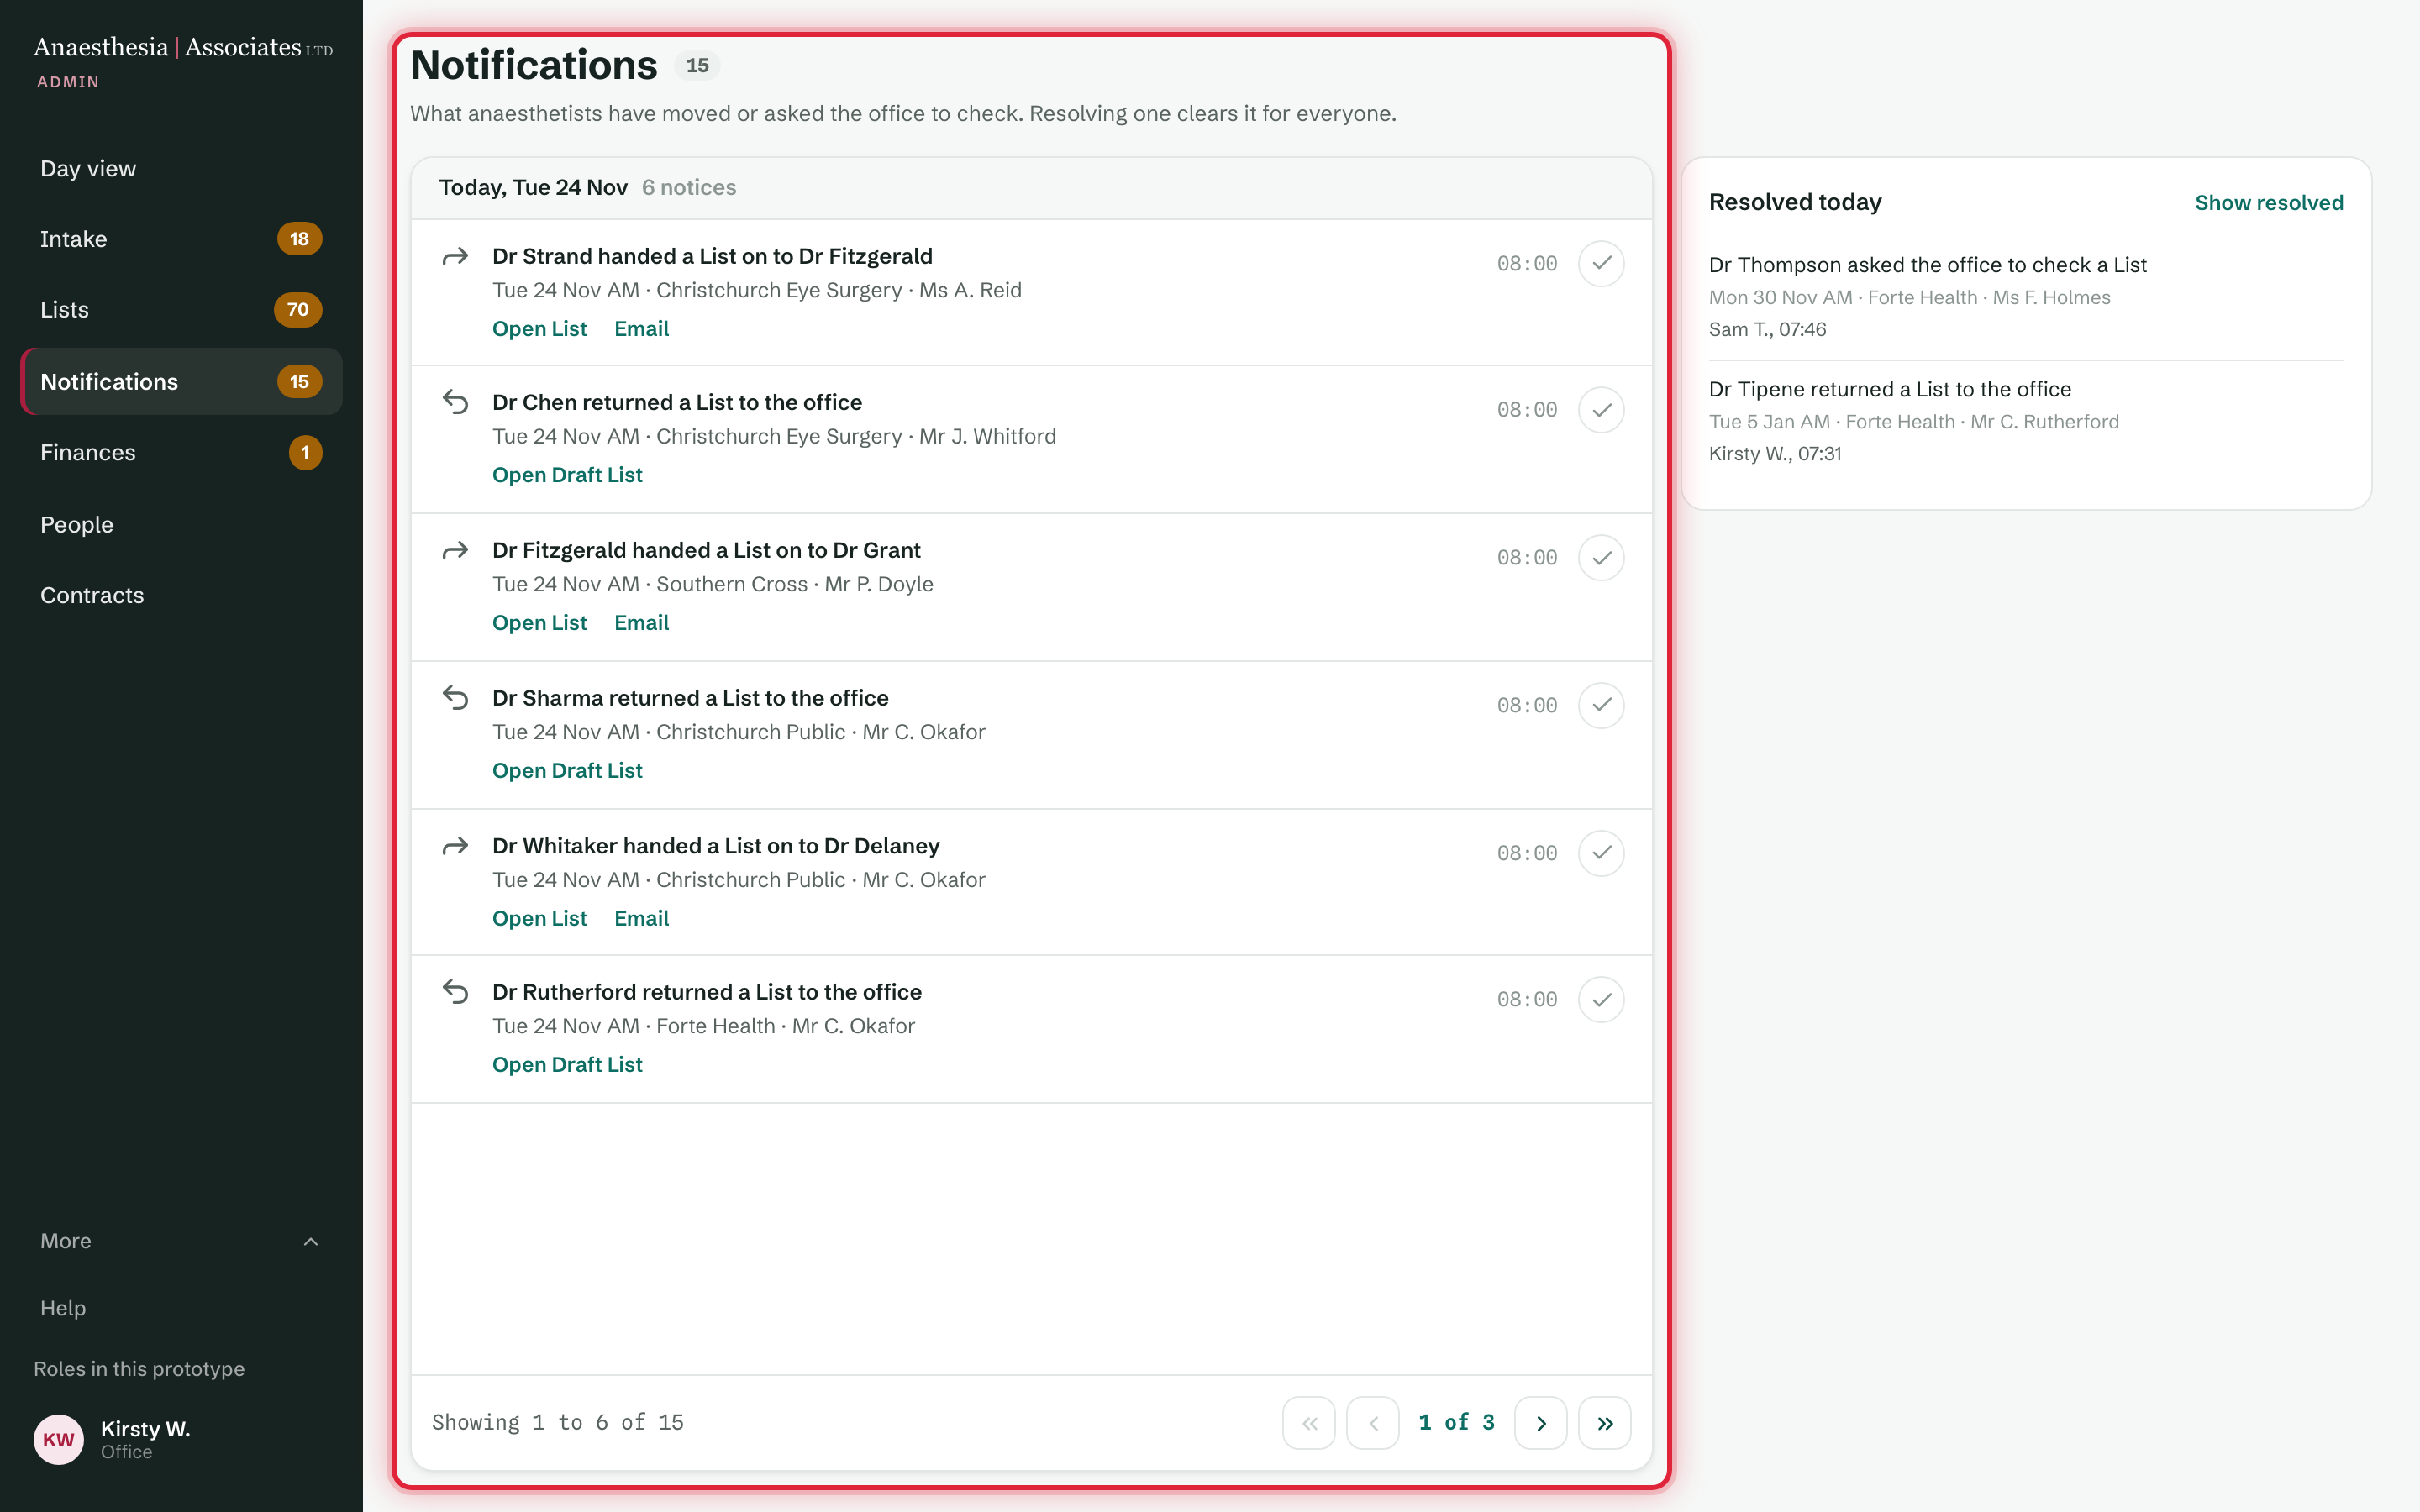 Anaesthesia | Associates LTD
ADMIN
Day view
Intake 18
Lists 70
Notifications 15
Finances 1
People
Contracts
More
Help
Roles in this prototype
KW
Kirsty W.
Office
Notifications 15
What anaesthetists have moved or asked the office to check. Resolving one clears it for everyone.
Today, Tue 24 Nov 6 notices
Dr Strand handed a List on to Dr Fitzgerald 08:00
Tue 24 Nov AM · Christchurch Eye Surgery · Ms A. Reid
Open List Email
Dr Chen returned a List to the office 08:00
Tue 24 Nov AM · Christchurch Eye Surgery · Mr J. Whitford
Open Draft List
Dr Fitzgerald handed a List on to Dr Grant 08:00
Tue 24 Nov AM · Southern Cross · Mr P. Doyle
Open List Email
Dr Sharma returned a List to the office 08:00
Tue 24 Nov AM · Christchurch Public · Mr C. Okafor
Open Draft List
Dr Whitaker handed a List on to Dr Delaney 08:00
Tue 24 Nov AM · Christchurch Public · Mr C. Okafor
Open List Email
Dr Rutherford returned a List to the office 08:00
Tue 24 Nov AM · Forte Health · Mr C. Okafor
Open Draft List
Showing 1 to 6 of 15
1 of 3
Resolved today Show resolved
Dr Thompson asked the office to check a List
Mon 30 Nov AM · Forte Health · Ms F. Holmes
Sam T., 07:46
Dr Tipene returned a List to the office
Tue 5 Jan AM · Forte Health · Mr C. Rutherford
Kirsty W., 07:31